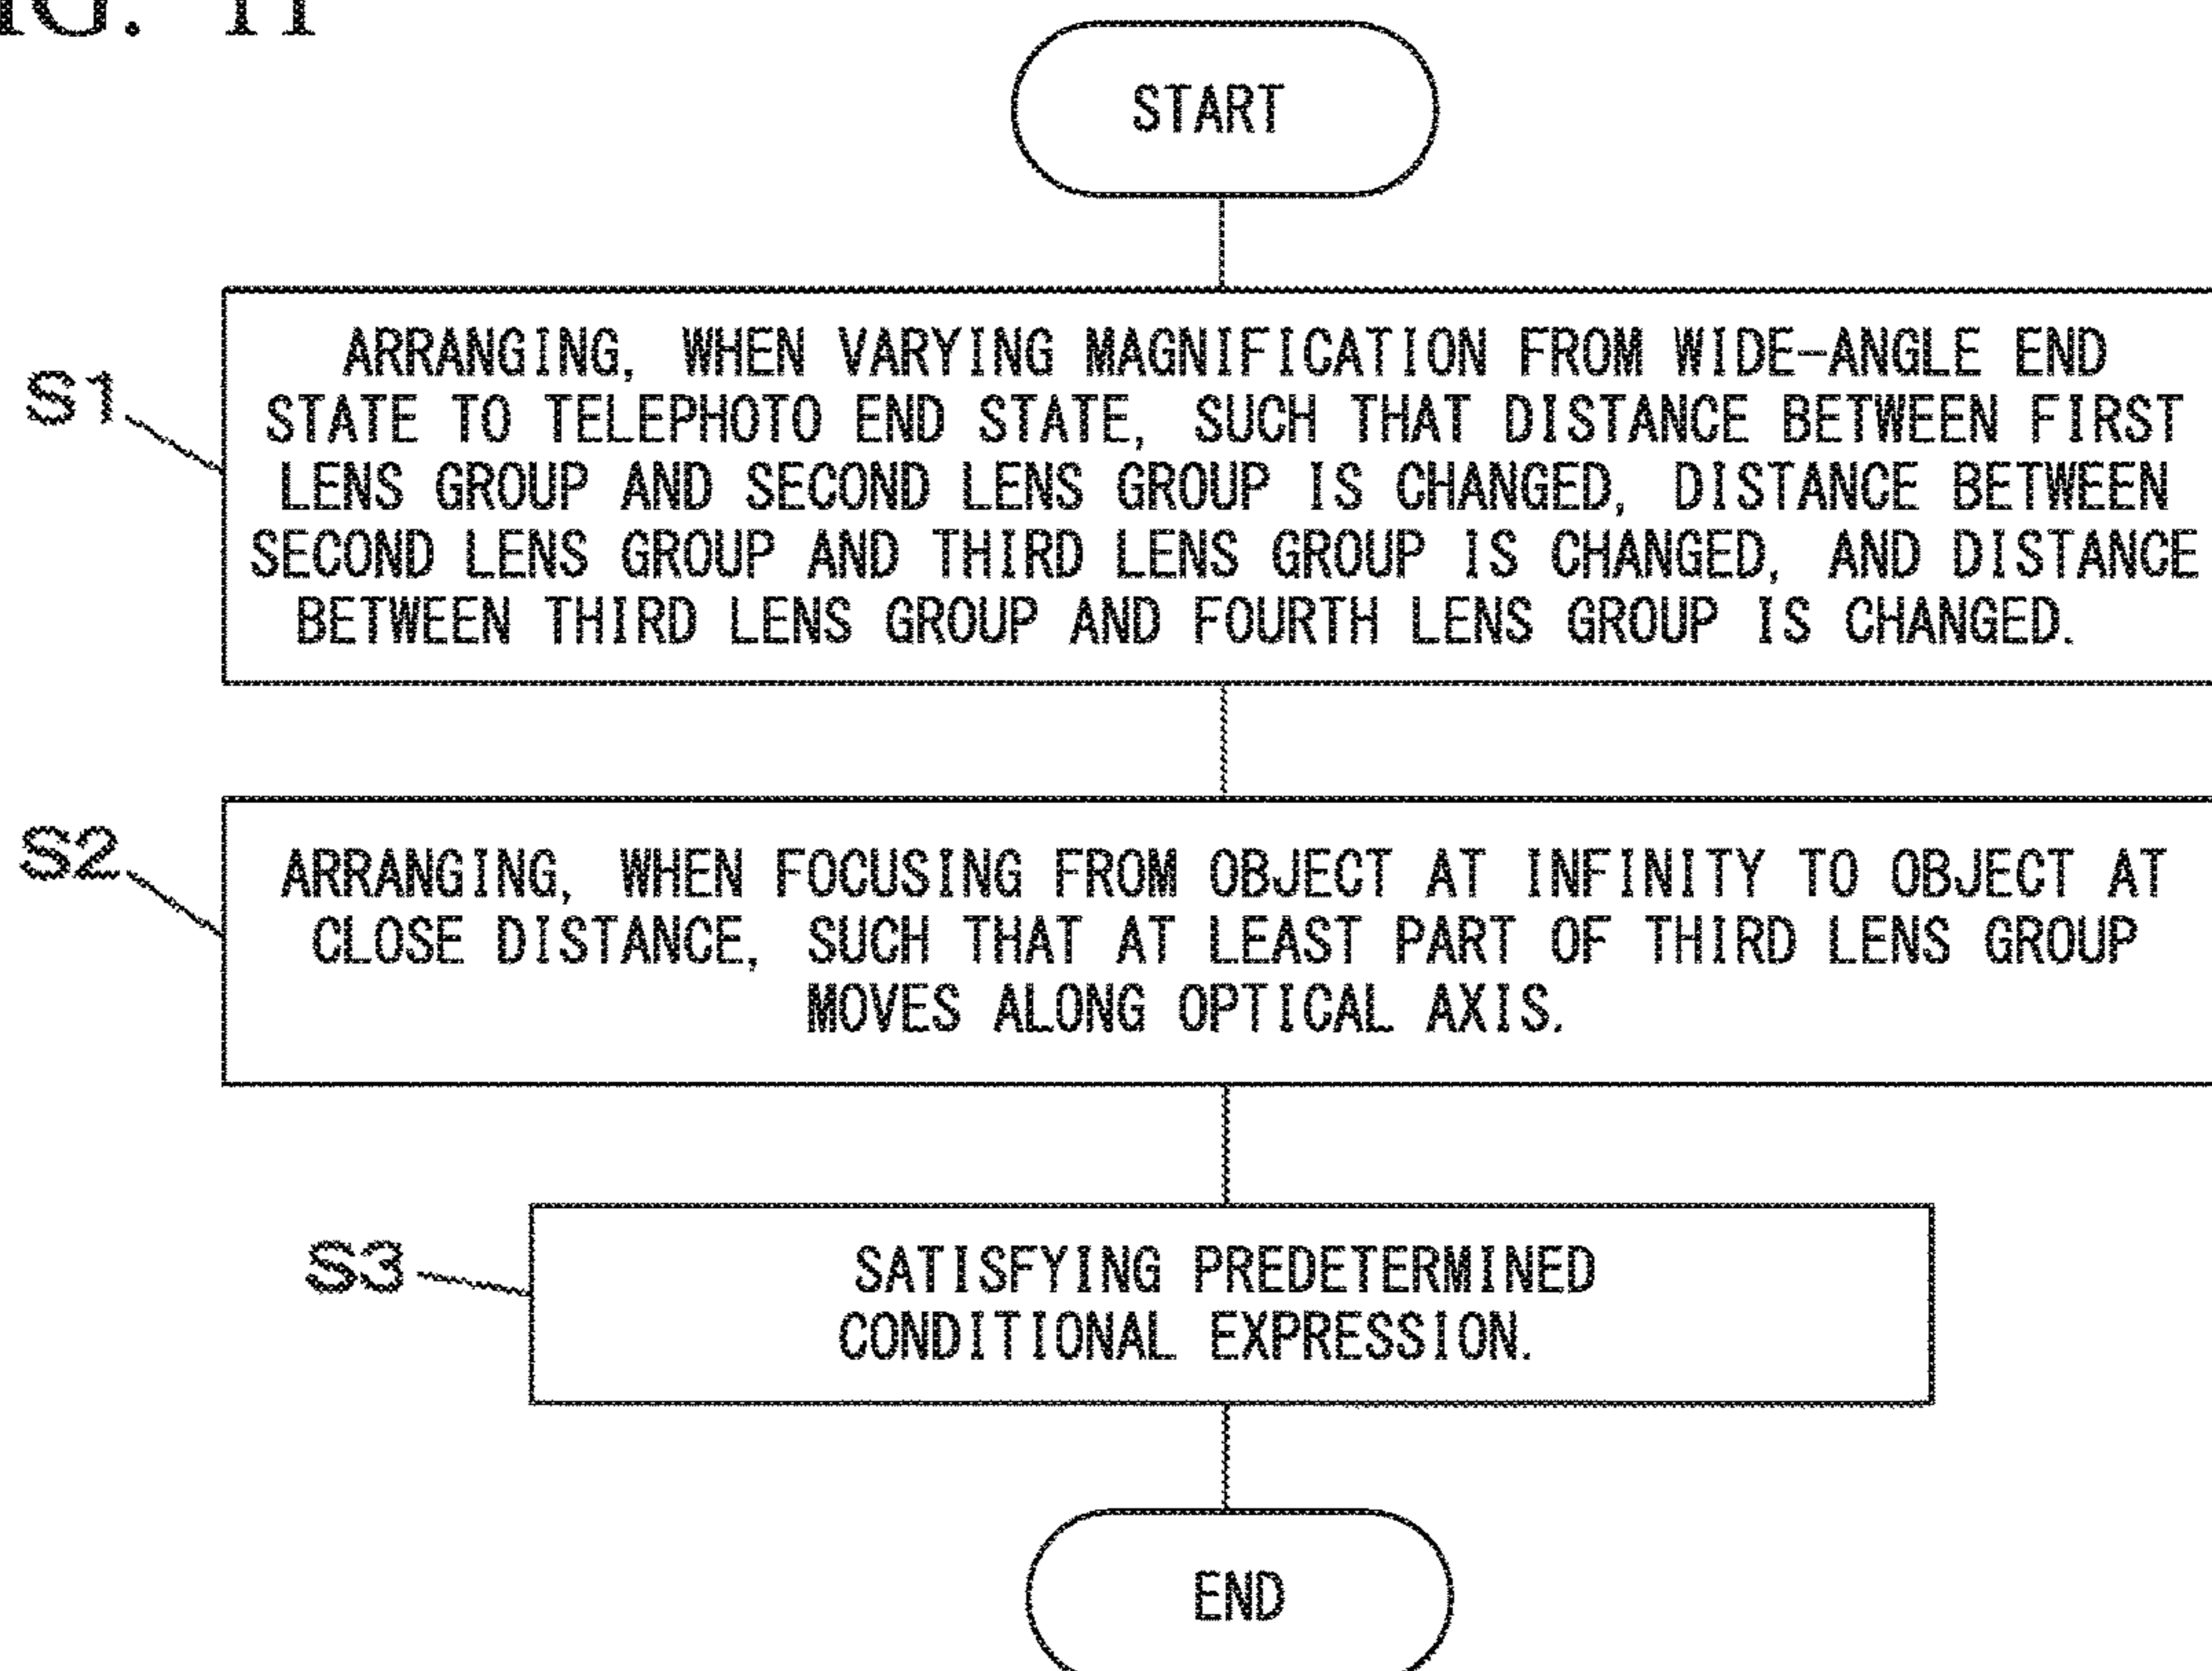 FIG. 11
START
S1
ARRANGING, WHEN VARYING MAGNIFICATION FROM WIDE-ANGLE END
STATE TO TELEPHOTO END STATE, SUCH THAT DISTANCE BETWEEN FIRST
LENS GROUP AND SECOND LENS GROUP IS CHANGED, DISTANCE BETWEEN
SECOND LENS GROUP AND THIRD LENS GROUP IS CHANGED, AND DISTANCE
BETWEEN THIRD LENS GROUP AND FOURTH LENS GROUP IS CHANGED.
S2
ARRANGING, WHEN FOCUSING FROM OBJECT AT INFINITY TO OBJECT AT
CLOSE DISTANCE, SUCH THAT AT LEAST PART OF THIRD LENS GROUP
MOVES ALONG OPTICAL AXIS.
S3
SATISFYING PREDETERMINED
CONDITIONAL EXPRESSION.
END